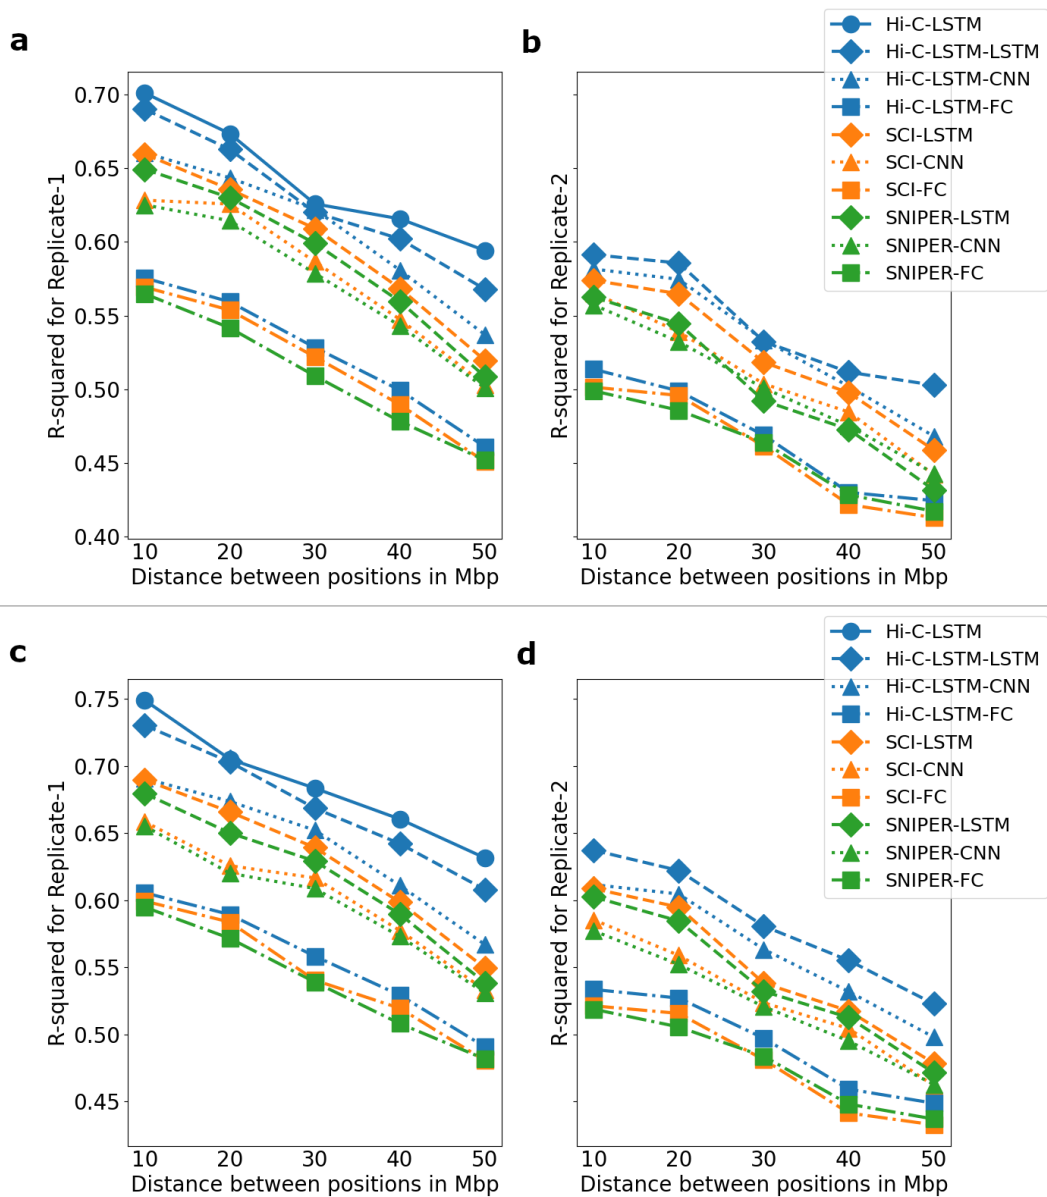 a
b
Hi-C-LSTM
Hi-C-LSTM-LSTM
Hi-C-LSTM-CNN
Hi-C-LSTM-FC
SCI-LSTM
SCI-CNN
SCI-FC
SNIPER-LSTM
SNIPER-CNN
SNIPER-FC
R-squared for Replicate-1
0.70
0.65
0.60
0.55
0.50
0.45
0.40
10 20 30 40 50
Distance between positions in Mbp
R-squared for Replicate-2
10 20 30 40 50
Distance between positions in Mbp
c
d
Hi-C-LSTM
Hi-C-LSTM-LSTM
Hi-C-LSTM-CNN
Hi-C-LSTM-FC
SCI-LSTM
SCI-CNN
SCI-FC
SNIPER-LSTM
SNIPER-CNN
SNIPER-FC
R-squared for Replicate-1
0.75
0.70
0.65
0.60
0.55
0.50
0.45
10 20 30 40 50
Distance between positions in Mbp
R-squared for Replicate-2
10 20 30 40 50
Distance between positions in Mbp